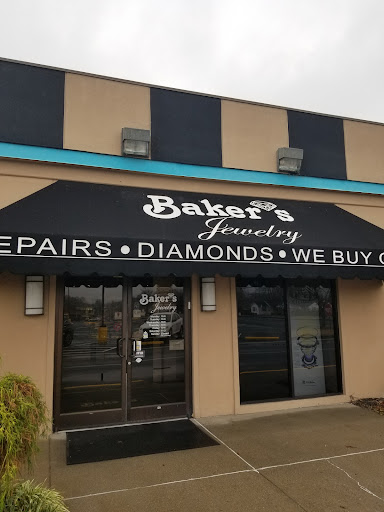 Baker's
Jewelry
EPAIRS • DIAMONDS • WE BUY
Baker's
Jewelry